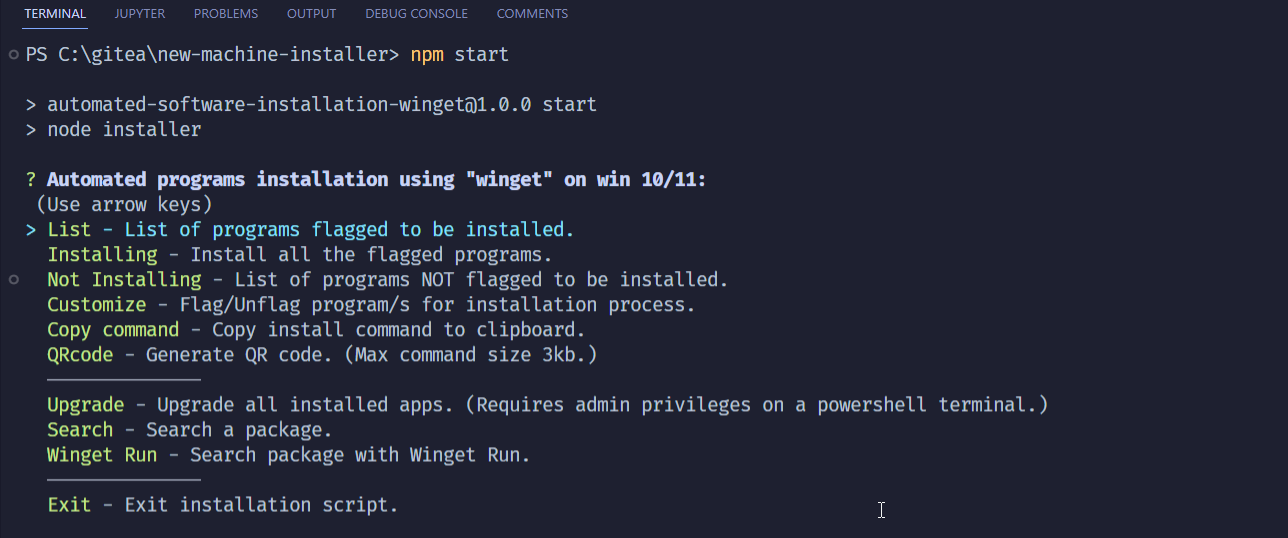 TERMINAL JUPYTER PROBLEMS OUTPUT DEBUG CONSOLE COMMENTS
PS C:\gitea\new-machine-installer> npm start
> automated-software-installation-winget@1.0.0 start
> node installer
? Automated programs installation using "winget" on win 10/11:
(Use arrow keys)
> List - List of programs flagged to be installed.
Installing - Install all the flagged programs.
Not Installing - List of programs NOT flagged to be installed.
Customize - Flag/Unflag program/s for installation process.
Copy command - Copy install command to clipboard.
QRcode - Generate QR code. (Max command size 3kb.)
Upgrade - Upgrade all installed apps. (Requires admin privileges on a powershell terminal.)
Search - Search a package.
Winget Run - Search package with Winget Run.
Exit - Exit installation script.